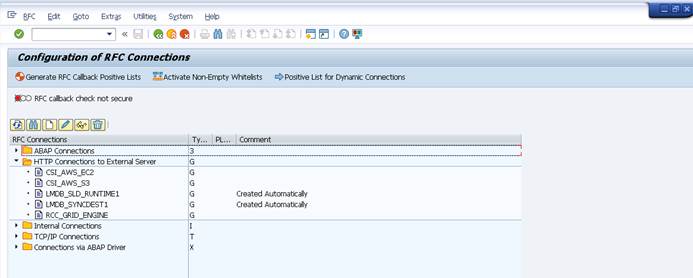 RFC Edit Goto Extras Utilities System Help
Configuration of RFC Connections
Generate RFC Callback Positive Lists Activate Non-Empty Whitelists Positive List for Dynamic Connections
RFC callback check not secure
RFC Connections Ty... PL... Comment
ABAP Connections 3
HTTP Connections to External Server G
CSI_AWS_EC2 G
CSI_AWS_S3 G
LMDB_SLD_RUNTIME1 G Created Automatically
LMDB_SYNCDEST1 G Created Automatically
RCC_GRID_ENGINE G
Internal Connections I
TCP/IP Connections T
Connections via ABAP Driver X